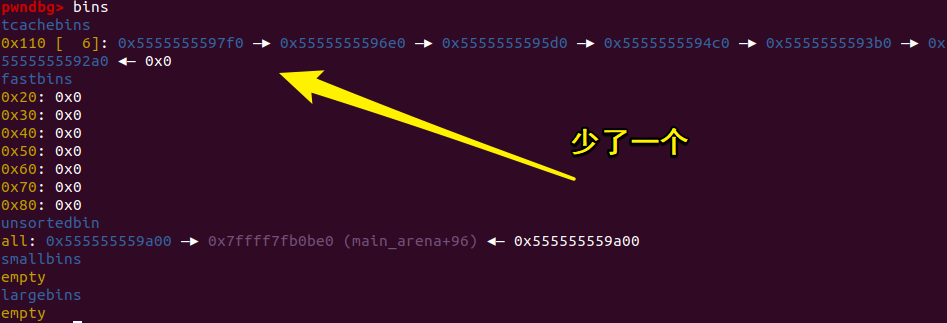 pwndbg> bins
tcachebins
0x110 [  6]: 0x5555555597f0 —▸ 0x5555555596e0 —▸ 0x5555555595d0 —▸ 0x5555555594c0 —▸ 0x5555555593b0 —▸ 0x
5555555592a0 ◂— 0x0
fastbins
0x20: 0x0
0x30: 0x0
0x40: 0x0
0x50: 0x0
0x60: 0x0
0x70: 0x0
0x80: 0x0
少了一个
unsortedbin
all: 0x555555559a00 —▸ 0x7ffff7fb0be0 (main_arena+96) ◂— 0x555555559a00
smallbins
empty
largebins
empty